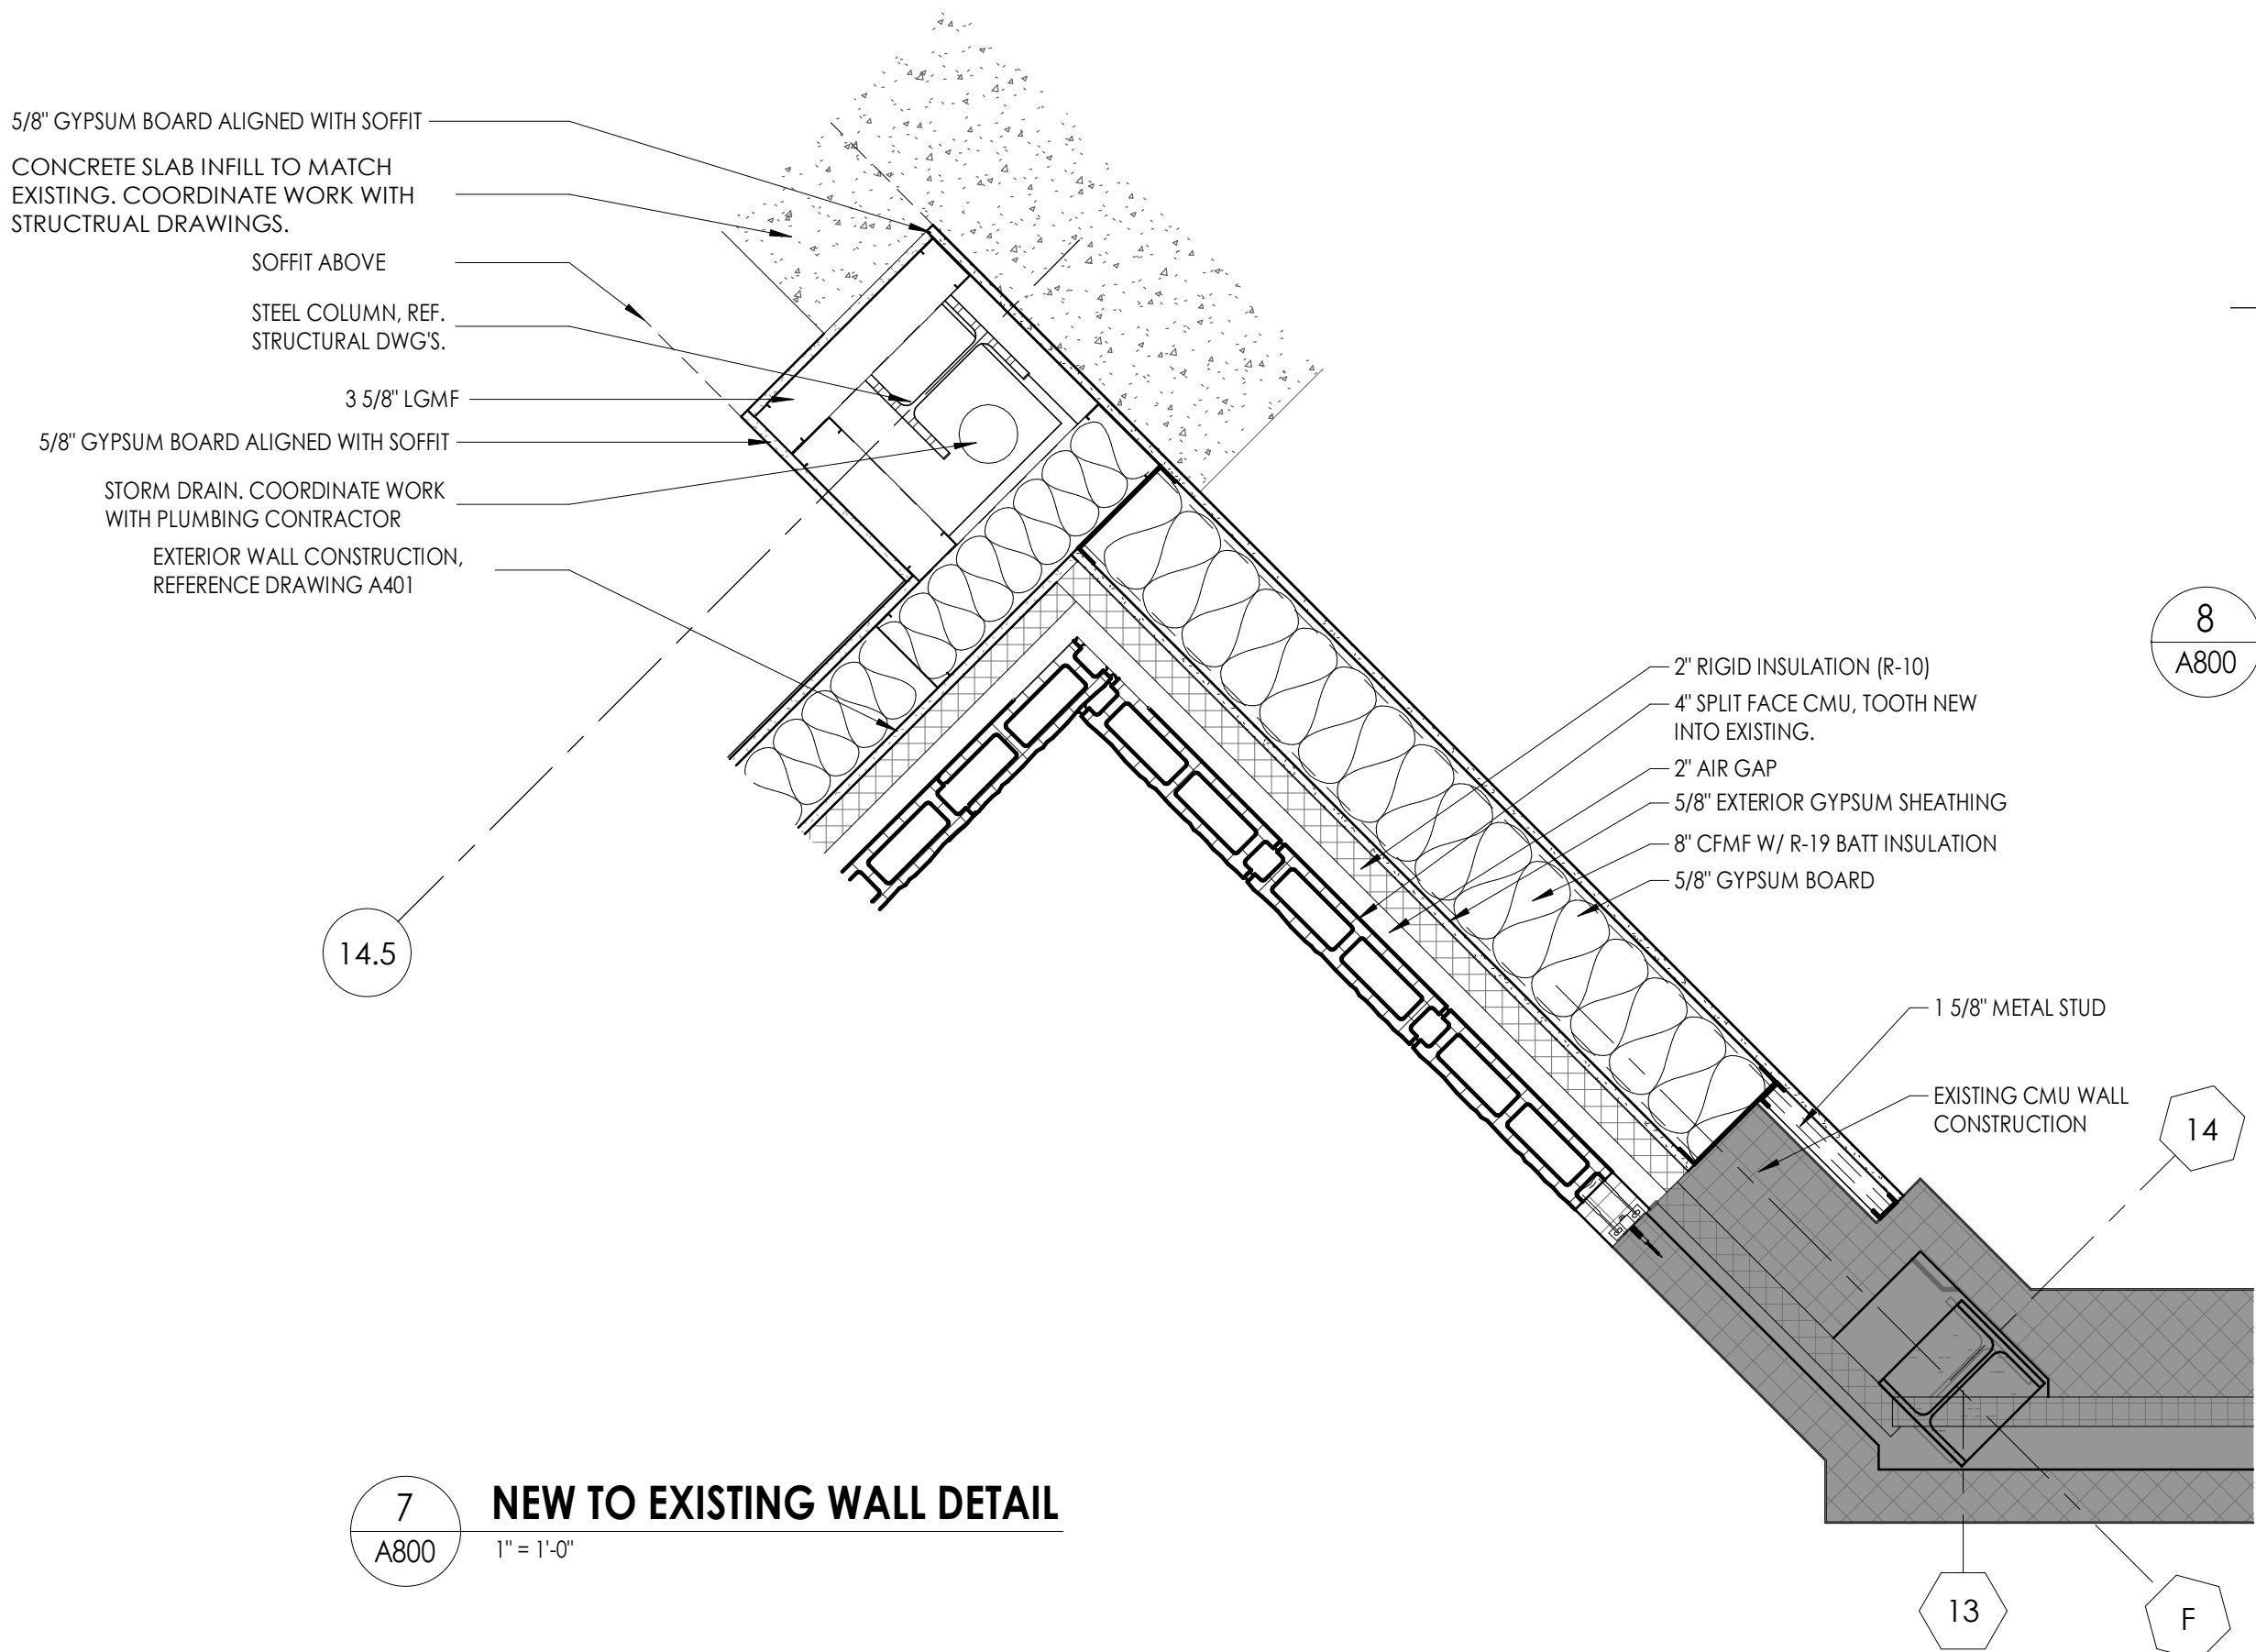 5/8" GYPSUM BOARD ALIGNED WITH SOFFIT
CONCRETE SLAB INFILL TO MATCH
EXISTING. COORDINATE WORK WITH
STRUCTRUAL DRAWINGS.
SOFFIT ABOVE
STEEL COLUMN, REF.
STRUCTURAL DWG'S.
3 5/8" LGMF
5/8" GYPSUM BOARD ALIGNED WITH SOFFIT
STORM DRAIN. COORDINATE WORK
WITH PLUMBING CONTRACTOR
EXTERIOR WALL CONSTRUCTION,
REFERENCE DRAWING A401
14.5
2" RIGID INSULATION (R-10)
4" SPLIT FACE CMU, TOOTH NEW
INTO EXISTING.
2" AIR GAP
5/8" EXTERIOR GYPSUM SHEATHING
8" CFMF W/ R-19 BATT INSULATION
5/8" GYPSUM BOARD
8
A800
1 5/8" METAL STUD
EXISTING CMU WALL
CONSTRUCTION
14
13
F
7
A800
NEW TO EXISTING WALL DETAIL
1" = 1'-0"